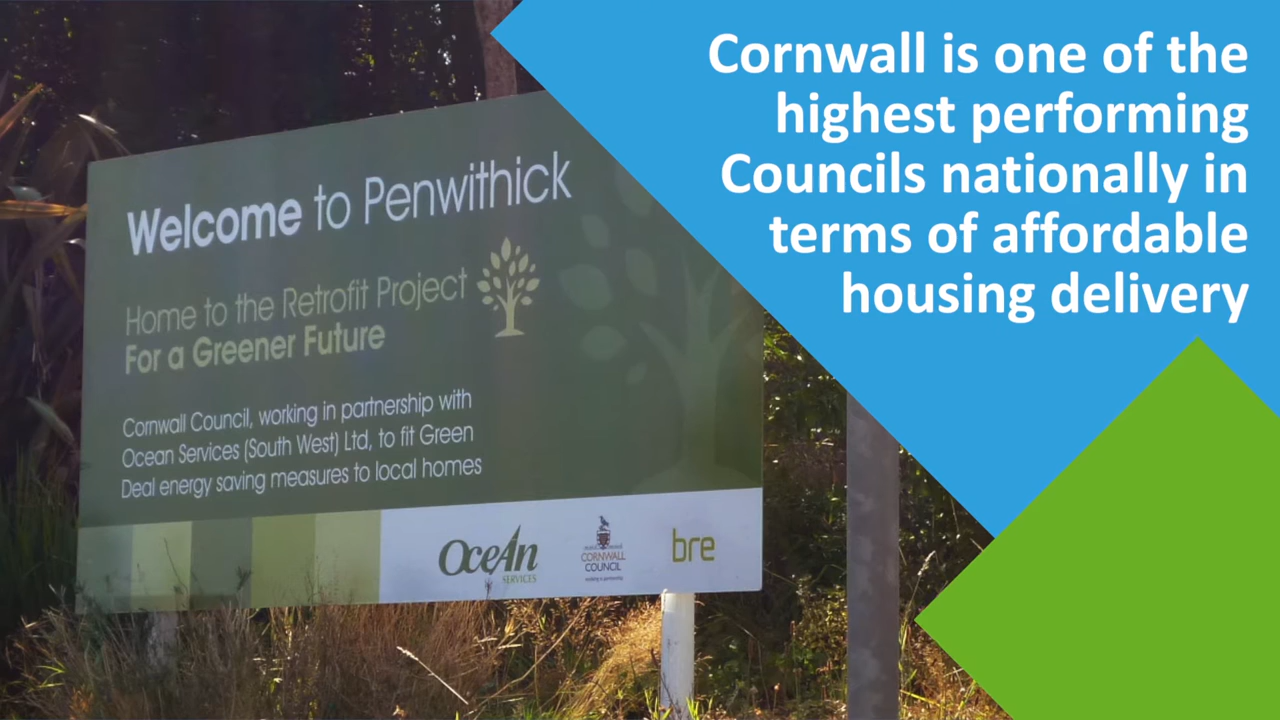 Cornwall is one of the
highest performing
Councils nationally in
terms of affordable
housing delivery
Welcome to Penwithick
Home to the Retrofit Project
For a Greener Future
Cornwall Council, working in partnership with
Ocean Services (South West) Ltd, to fit Green
Deal energy saving measures to local homes
OceAn
SERVICES
CORNWALL
COUNCIL
bre